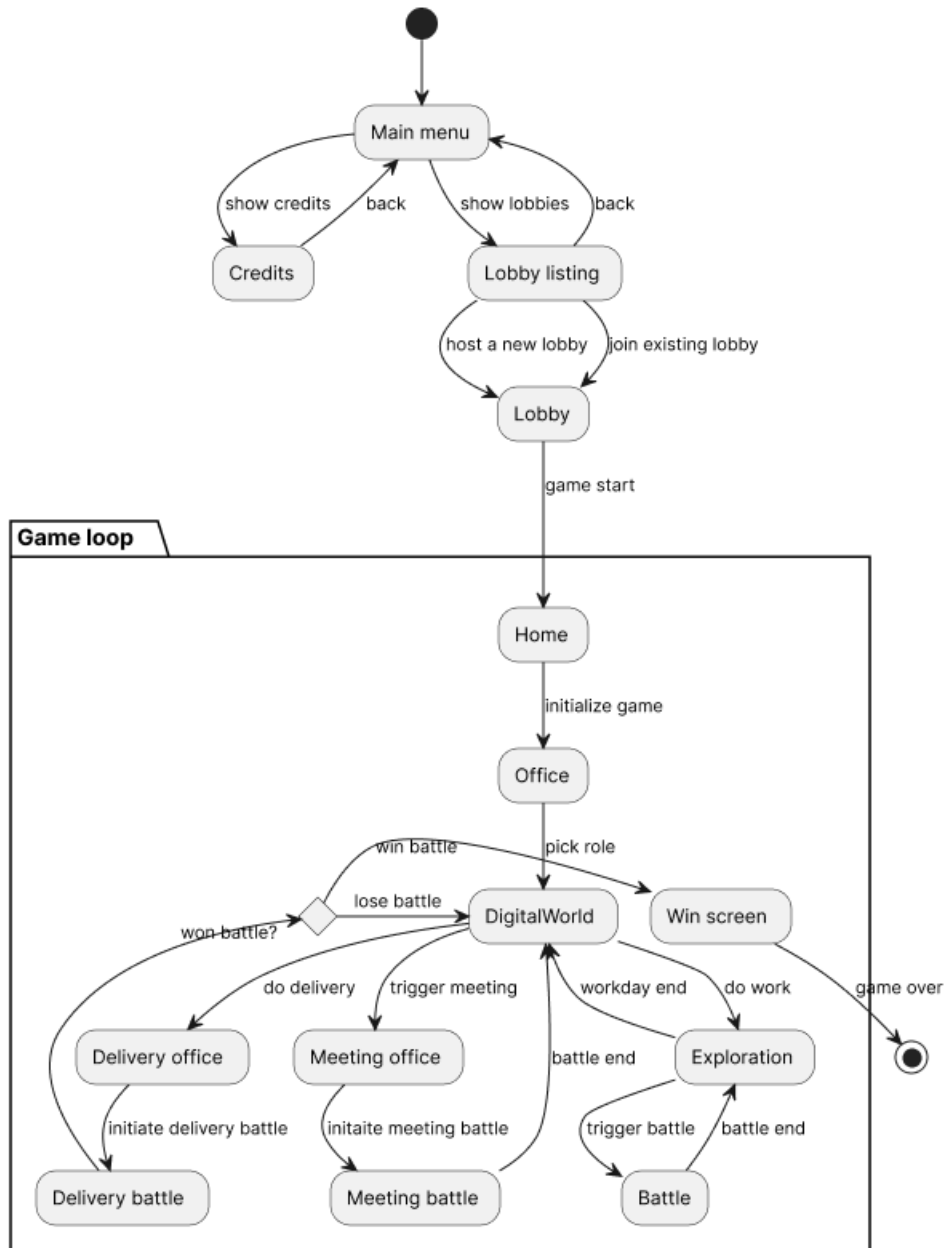 Main menu
show credits
back
show lobbies
back
Credits
Lobby listing
host a new lobby
join existing lobby
Lobby
game start
Game loop
Home
initialize game
Office
win battle
pick role
lose battle
won battle?
DigitalWorld
Win screen
do delivery
trigger meeting
workday end
do work
game over
Delivery office
Meeting office
battle end
Exploration
initiate delivery battle
initaite meeting battle
trigger battle
battle end
Delivery battle
Meeting battle
Battle